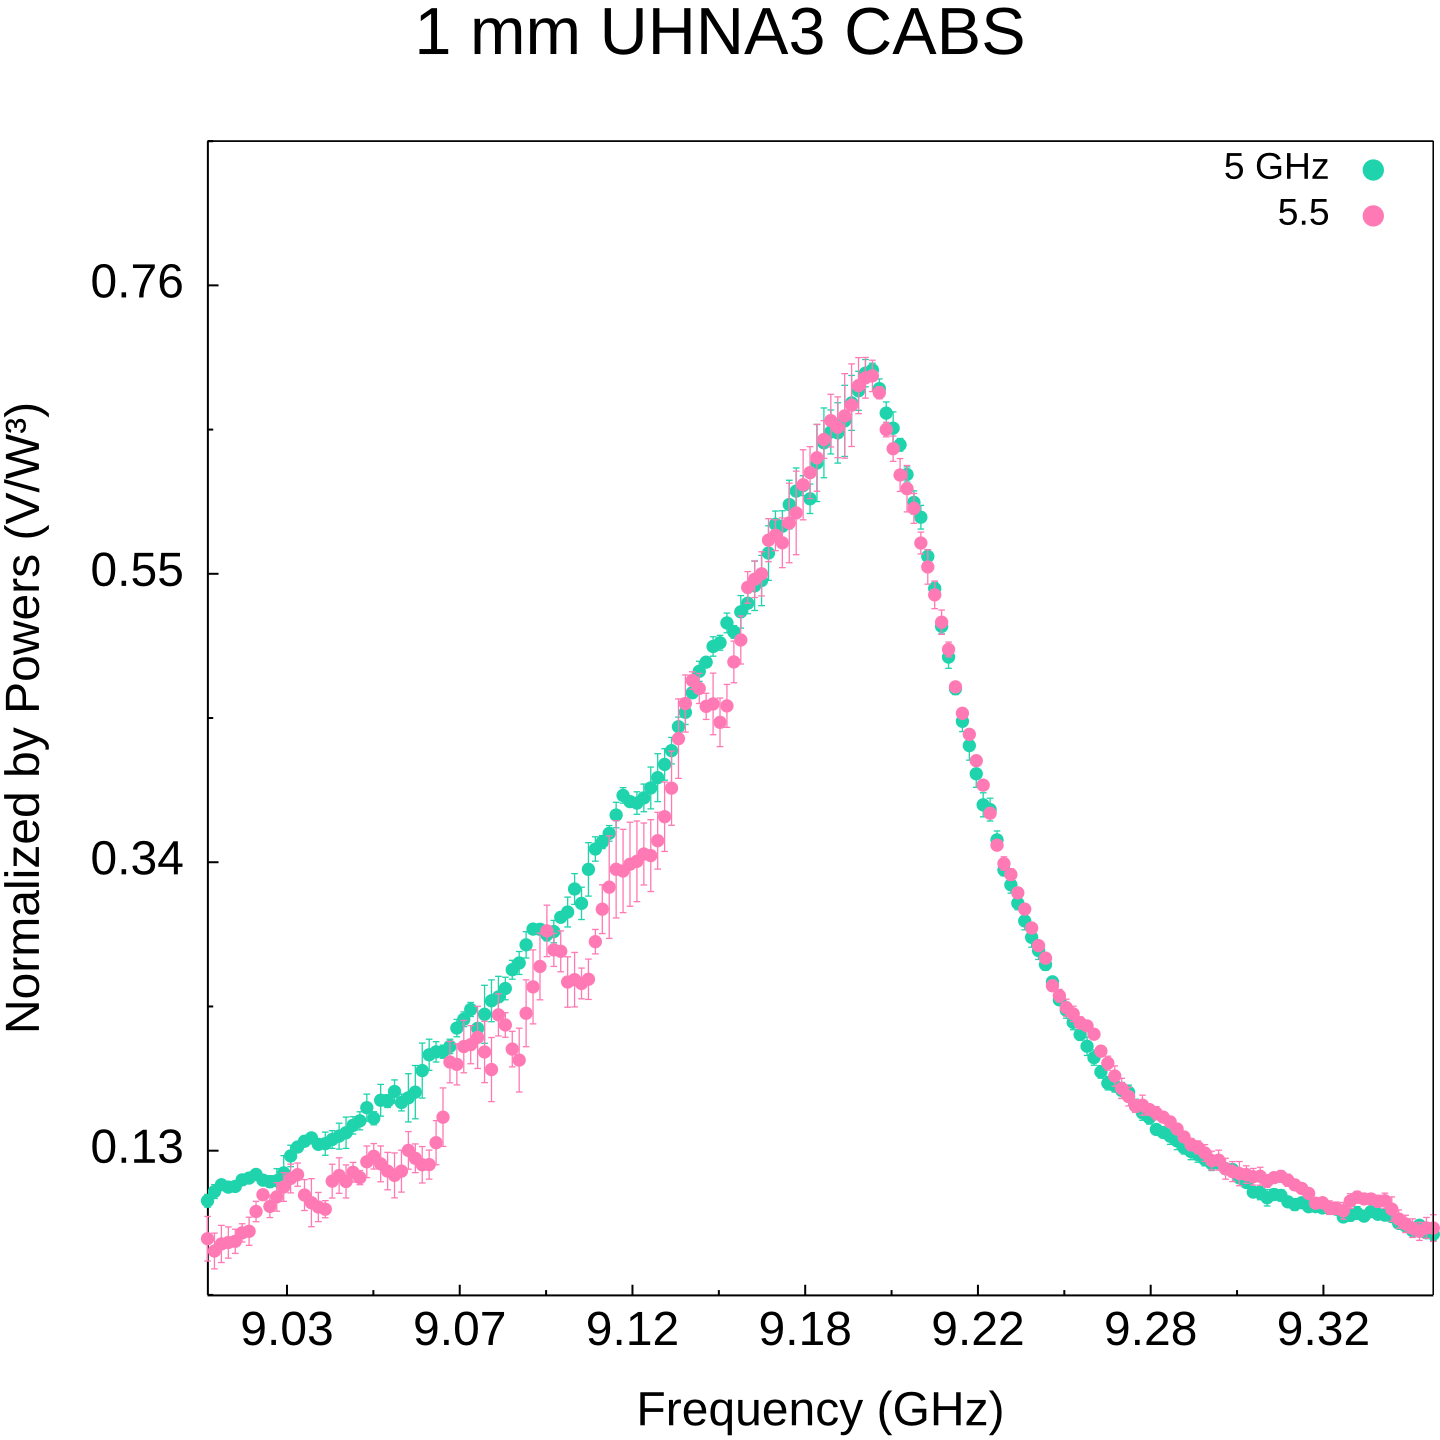 1 mm UHNA3 CABS
5 GHz
5.5
Normalized by Powers (V/W³)
0.76
0.55
0.34
0.13
9.03 9.07 9.12 9.18 9.22 9.28 9.32
Frequency (GHz)